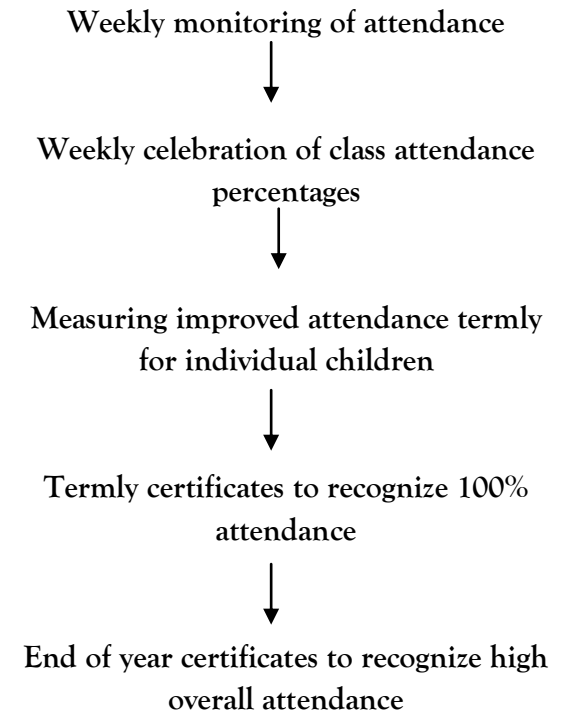 Weekly monitoring of attendance
Weekly celebration of class attendance
percentages
Measuring improved attendance termly
for individual children
Termly certificates to recognize 100%
attendance
End of year certificates to recognize high
overall attendance